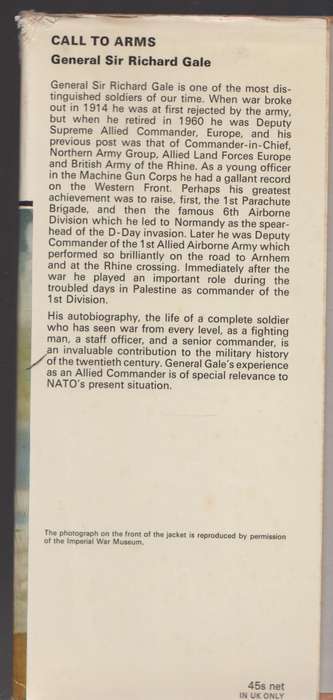 CALL TO ARMS
General Sir Richard Gale
General Sir Richard Gale is one of the most dis-
tinguished soldiers of our time. When war broke
out in 1914 he was at first rejected by the army,
but when he retired in 1960 he was Deputy
Supreme Allied Commander, Europe, and his
previous post was that of Commander-in-Chief,
Northern Army Group, Allied Land Forces Europe
and British Army of the Rhine. As a young officer
in the Machine Gun Corps he had a gallant record
on the Western Front. Perhaps his greatest
achievement was to raise, first, the 1st Parachute
Brigade, and then the famous 6th Airborne
Division which he led to Normandy as the spear-
head of the D-Day invasion. Later he was Deputy
Commander of the 1st Allied Airborne Army which
performed so brilliantly on the road to Arnhem
and at the Rhine crossing. Immediately after the
war he played an important role during the
troubled days in Palestine as commander of the
1st Division.
His autobiography, the life of a complete soldier
who has seen war from every level, as a fighting
man, a staff officer, and a senior commander, is
an invaluable contribution to the military history
of the twentieth century. General Gale's experience
as an Allied Commander is of special relevance to
NATO's present situation.
The photograph on the front of the jacket is reproduced by permission
of the Imperial War Museum.
45s net
IN UK ONLY